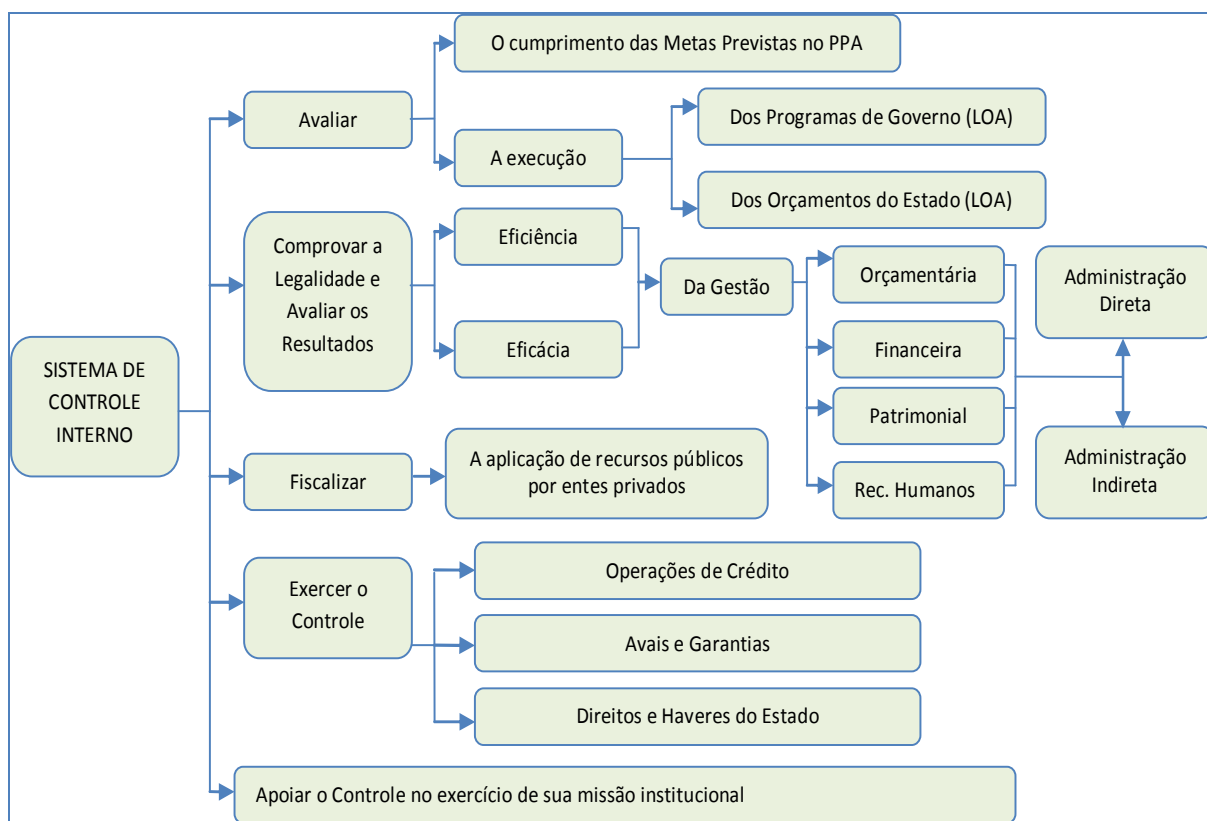 SISTEMA DE
CONTROLE
INTERNO
Avaliar
O cumprimento das Metas Previstas no PPA
A execução
Dos Programas de Governo (LOA)
Dos Orçamentos do Estado (LOA)
Comprovar a
Legalidade e
Avaliar os
Resultados
Eficiência
Eficácia
Da Gestão
Orçamentária
Financeira
Patrimonial
Rec. Humanos
Administração
Direta
Administração
Indireta
Fiscalizar
A aplicação de recursos públicos
por entes privados
Exercer o
Controle
Operações de Crédito
Avais e Garantias
Direitos e Haveres do Estado
Apoiar o Controle no exercício de sua missão institucional